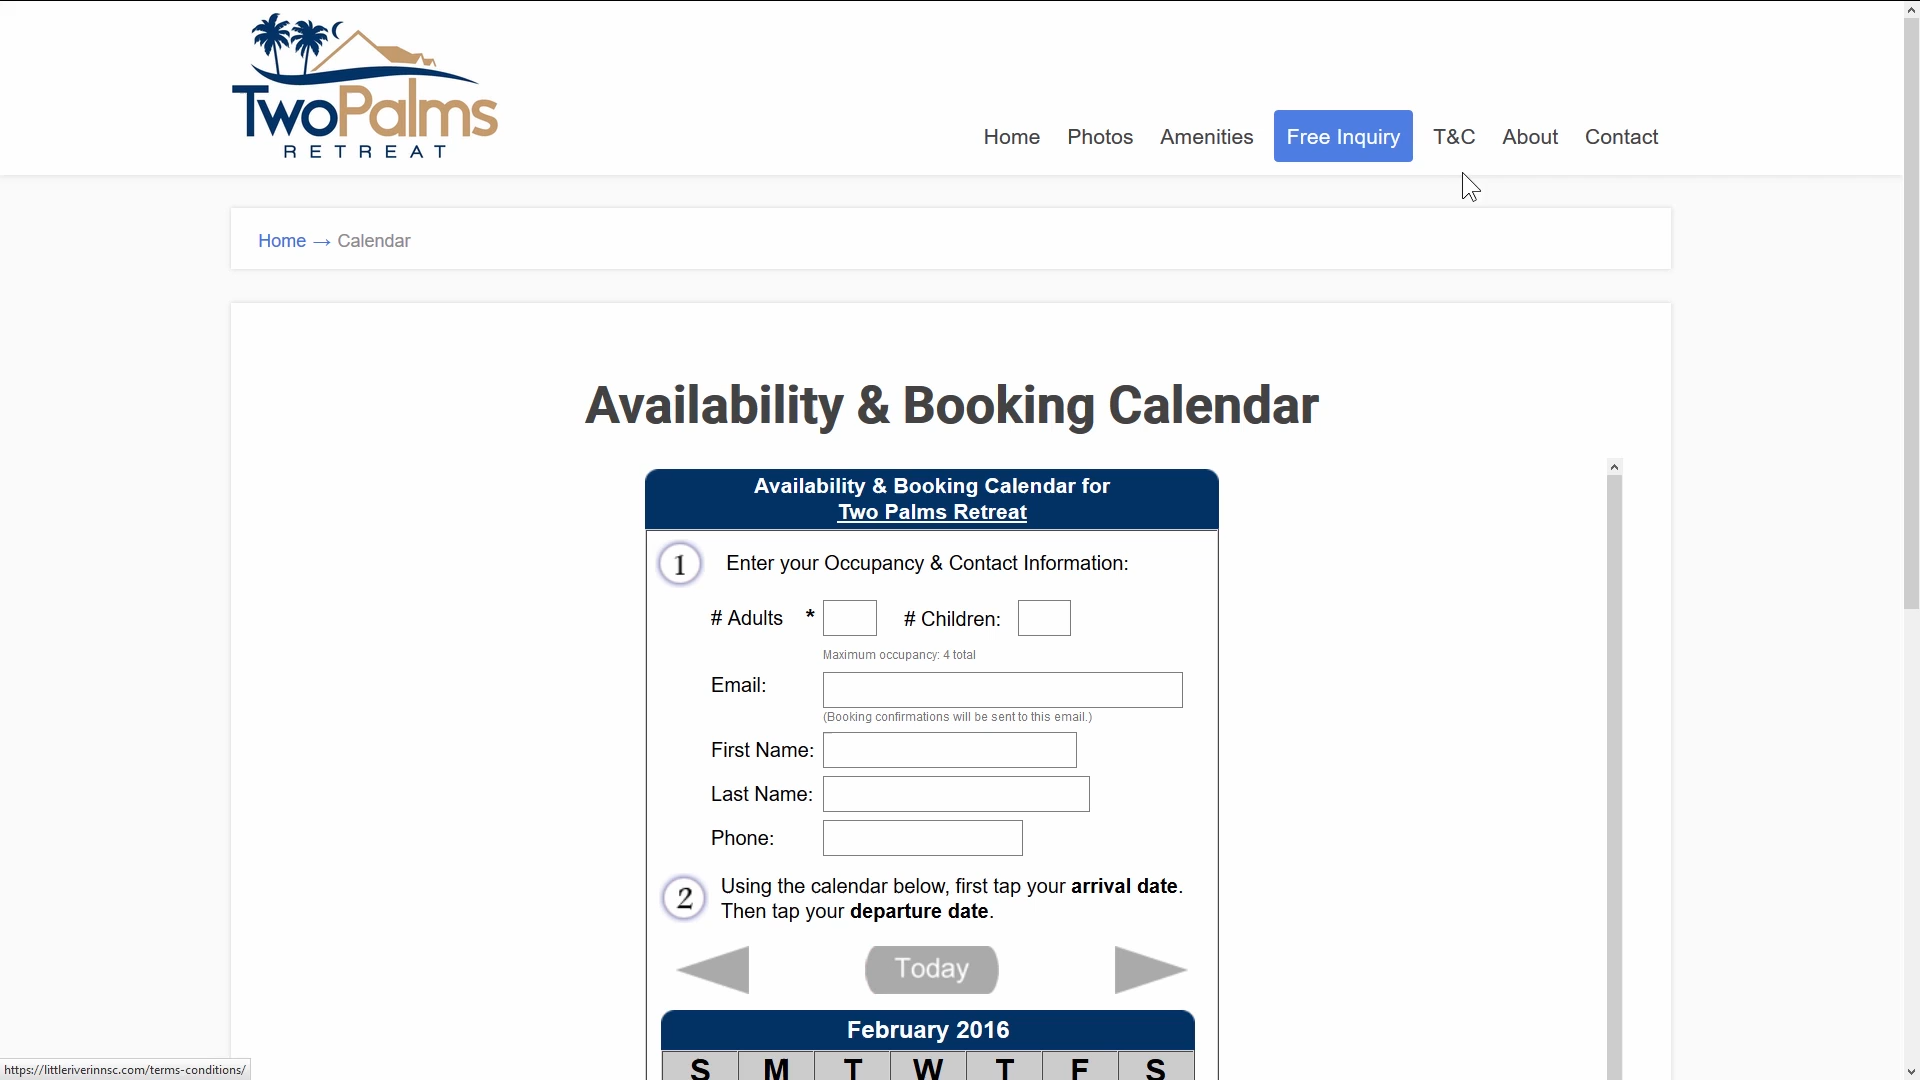 TwoPalms
RETREAT
Home Photos Amenities Free Inquiry T&C About Contact
Home → Calendar
Availability & Booking Calendar
Availability & Booking Calendar for
Two Palms Retreat
1 Enter your Occupancy & Contact Information:
# Adults * # Children:
Maximum occupancy: 4 total
Email:
(Booking confirmations will be sent to this email.)
First Name:
Last Name:
Phone:
2 Using the calendar below, first tap your arrival date.
Then tap your departure date.
Today
February 2016
S M T W T F S
https://littleriverinnsc.com/terms-conditions/